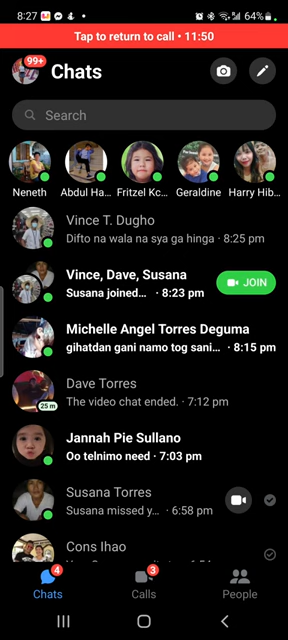 8:27
64%
Tap to return to call • 11:50
99+
Chats
Search
Neneth
Abdul Ha...
Fritzel Kc...
Geraldine
Harry Hib...
Vince T. Dugho
Difto na wala na sya ga hinga · 8:25 pm
Vince, Dave, Susana
Susana joined... · 8:23 pm
JOIN
Michelle Angel Torres Deguma
gihatdan gani namo tog sani... · 8:15 pm
Dave Torres
The video chat ended. · 7:12 pm
25 m
Jannah Pie Sullano
Oo telnimo need · 7:03 pm
Susana Torres
Susana missed y... · 6:58 pm
Cons Ihao
4
3
Chats
Calls
People